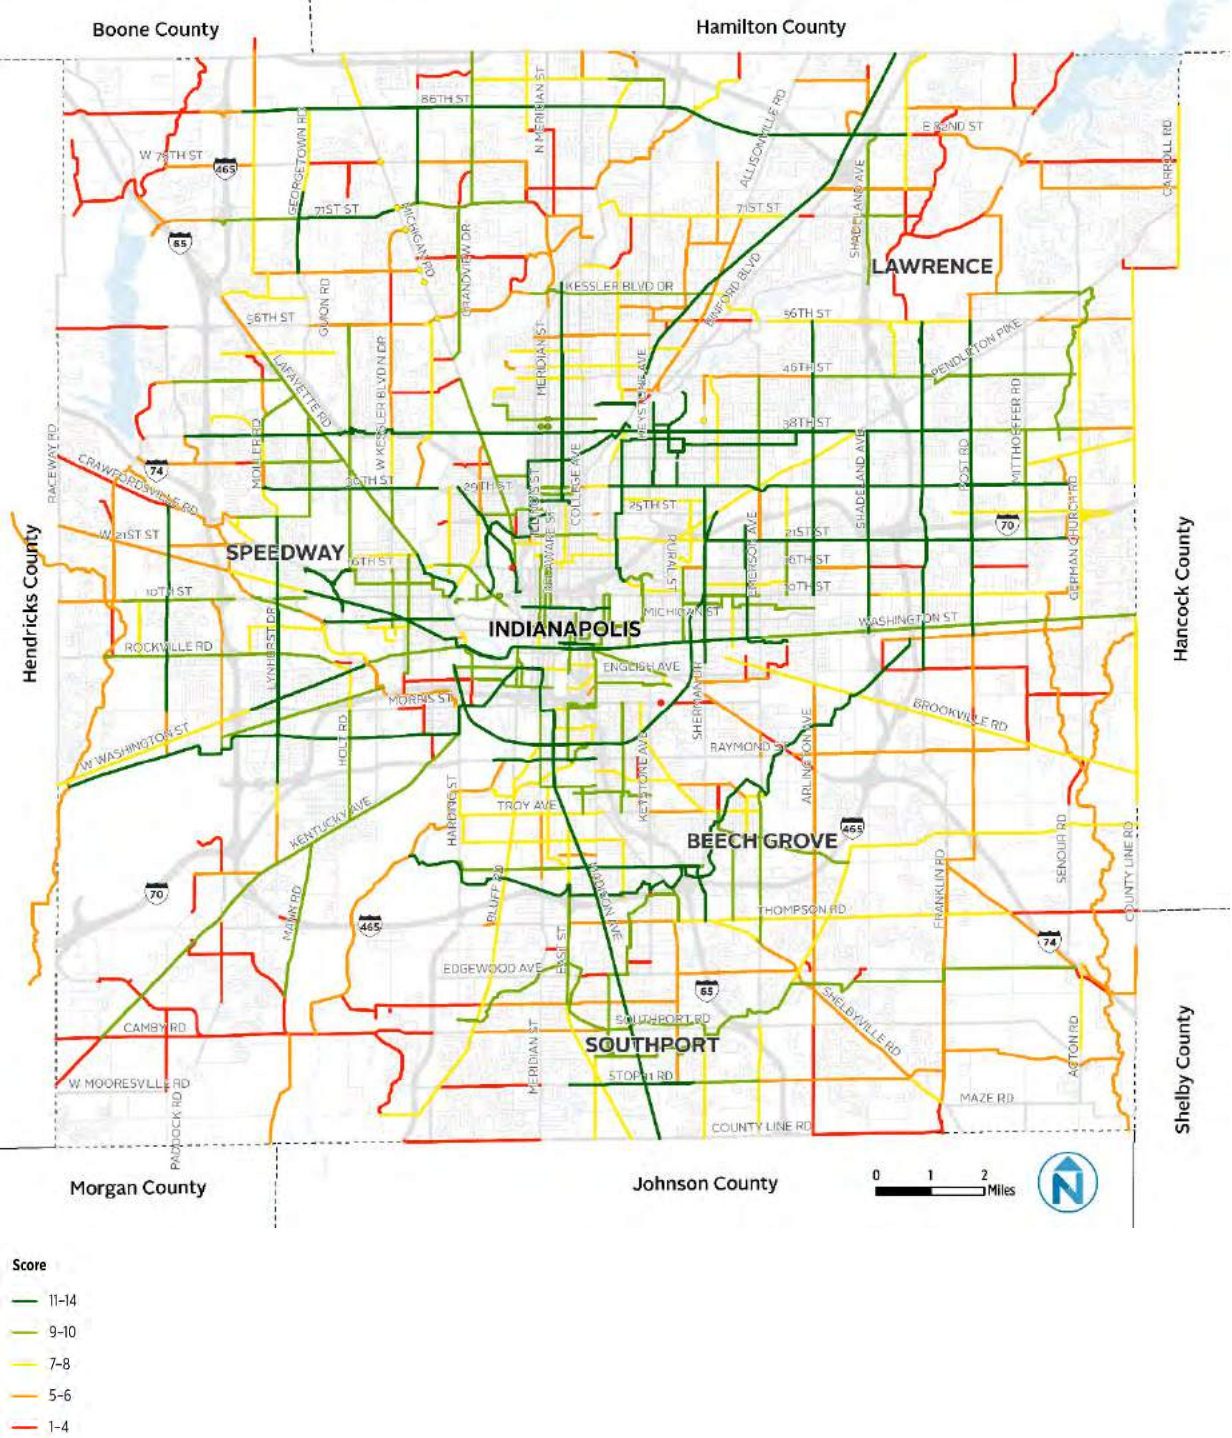 Boone County
Hamilton County
86TH ST
N MERIDIAN ST
ALLISONVILLE RD
E 82ND ST
CARROLL RD
W 79TH ST
465
GEORGETOWN RD
SHADELAND AVE
71ST ST
MICHIGAN RD
71ST ST
65
GRANDVIEW DR
LAWRENCE
KESSLER BLVD DR
BINFORD BLVD
GUION RD
56TH ST
56TH ST
PENDLETON PIKE
MERIDIAN ST
KEYSTONE AVE
W KESSLER BLVD N DR
LAFAYETTE RD
46TH ST
MITTHOEFFER RD
38TH ST
RACEWAY RD
MOLLER RD
74
CRAWFORDSVILLE RD
COLLEGE AVE
SHADELAND AVE
POST RD
30TH ST
29TH ST
ILLINOIS ST
25TH ST
GERMAN CHURCH RD
70
W 21ST ST
21ST ST
EMERSON AVE
RURAL ST
DELAWARE ST
SPEEDWAY
16TH ST
16TH ST
Hendricks County
Hancock County
10TH ST
10TH ST
MICHIGAN ST
WASHINGTON ST
INDIANAPOLIS
ROCKVILLE RD
LYNHURST DR
ENGLISH AVE
MORRIS ST
SHERMAN DR
BROOKVILLE RD
HOLT RD
W WASHINGTON ST
RAYMOND ST
ARLINGTON AVE
KEYSTONE AVE
HARDING ST
TROY AVE
KENTUCKY AVE
BEECH GROVE
465
SENOUR RD
COUNTY LINE RD
FRANKLIN RD
70
MANN RD
BLUFF RD
MADISON AVE
465
THOMPSON RD
EAST ST
74
EDGEWOOD AVE
65
SHELBYVILLE RD
CAMBY RD
SOUTHPORT RD
SOUTHPORT
MERIDIAN ST
ACTON RD
Shelby County
STOP 11 RD
W MOORESVILLE RD
MAZE RD
PADDOCK RD
COUNTY LINE RD
Morgan County
Johnson County
0 1 2
Miles
N
Score
11–14
9–10
7–8
5–6
1–4